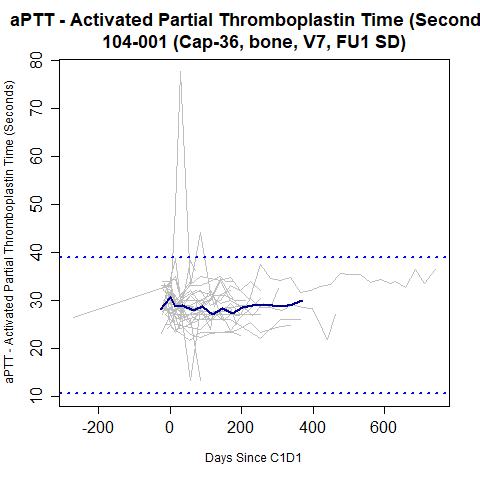 aPTT - Activated Partial Thromboplastin Time (Second
104-001 (Cap-36, bone, V7, FU1 SD)
aPTT - Activated Partial Thromboplastin Time (Seconds)
80
70
60
50
40
30
20
10
-200 0 200 400 600
Days Since C1D1